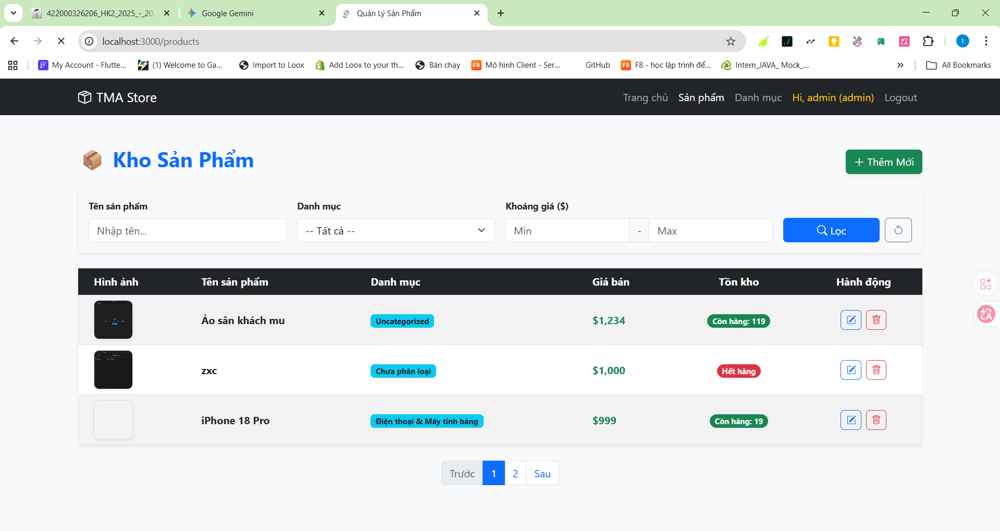 422000326206_HK2_2025_-_202
Google Gemini
Quản Lý Sản Phẩm
localhost:3000/products
t
My Account - Flutte...
(1) Welcome to Ga...
Import to Loox
Add Loox to your th...
Bán chạy
F8 Mô hình Client - Ser...
GitHub
F8 F8 - học lập trình để...
Intern_JAVA_ Mock_...
All Bookmarks
TMA Store
Trang chủ Sản phẩm Danh mục Hi, admin (admin) Logout
Kho Sản Phẩm
+ Thêm Mới
Tên sản phẩm Danh mục Khoảng giá ($)
Nhập tên... -- Tất cả -- Min - Max Lọc
Hình ảnh Tên sản phẩm Danh mục Giá bán Tồn kho Hành động
Áo sân khách mu Uncategorized $1,234 Còn hàng: 119
zxc Chưa phân loại $1,000 Hết hàng
iPhone 18 Pro Điện thoại & Máy tính bảng $999 Còn hàng: 19
Trước 1 2 Sau